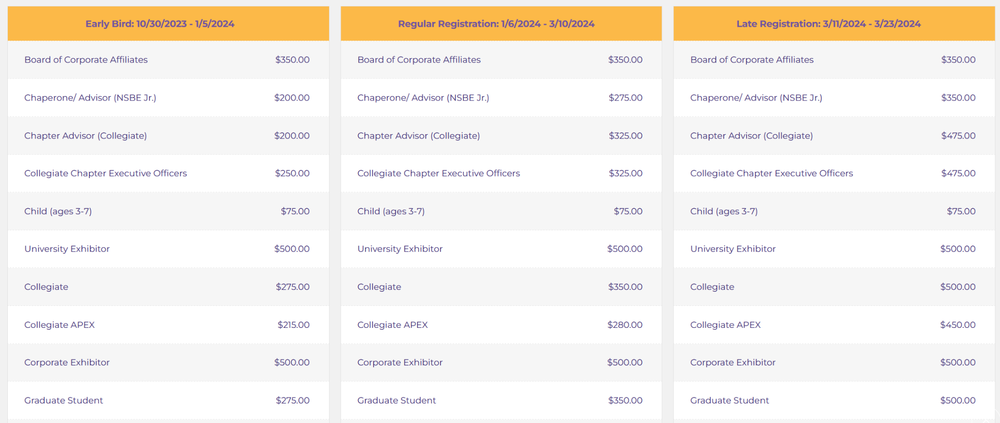 Early Bird: 10/30/2023 - 1/5/2024
Board of Corporate Affiliates $350.00
Chaperone/ Advisor (NSBE Jr.) $200.00
Chapter Advisor (Collegiate) $200.00
Collegiate Chapter Executive Officers $250.00
Child (ages 3-7) $75.00
University Exhibitor $500.00
Collegiate $275.00
Collegiate APEX $215.00
Corporate Exhibitor $500.00
Graduate Student $275.00
Regular Registration: 1/6/2024 - 3/10/2024
Board of Corporate Affiliates $350.00
Chaperone/ Advisor (NSBE Jr.) $275.00
Chapter Advisor (Collegiate) $325.00
Collegiate Chapter Executive Officers $325.00
Child (ages 3-7) $75.00
University Exhibitor $500.00
Collegiate $350.00
Collegiate APEX $280.00
Corporate Exhibitor $500.00
Graduate Student $350.00
Late Registration: 3/11/2024 - 3/23/2024
Board of Corporate Affiliates $350.00
Chaperone/ Advisor (NSBE Jr.) $350.00
Chapter Advisor (Collegiate) $475.00
Collegiate Chapter Executive Officers $475.00
Child (ages 3-7) $75.00
University Exhibitor $500.00
Collegiate $500.00
Collegiate APEX $450.00
Corporate Exhibitor $500.00
Graduate Student $500.00